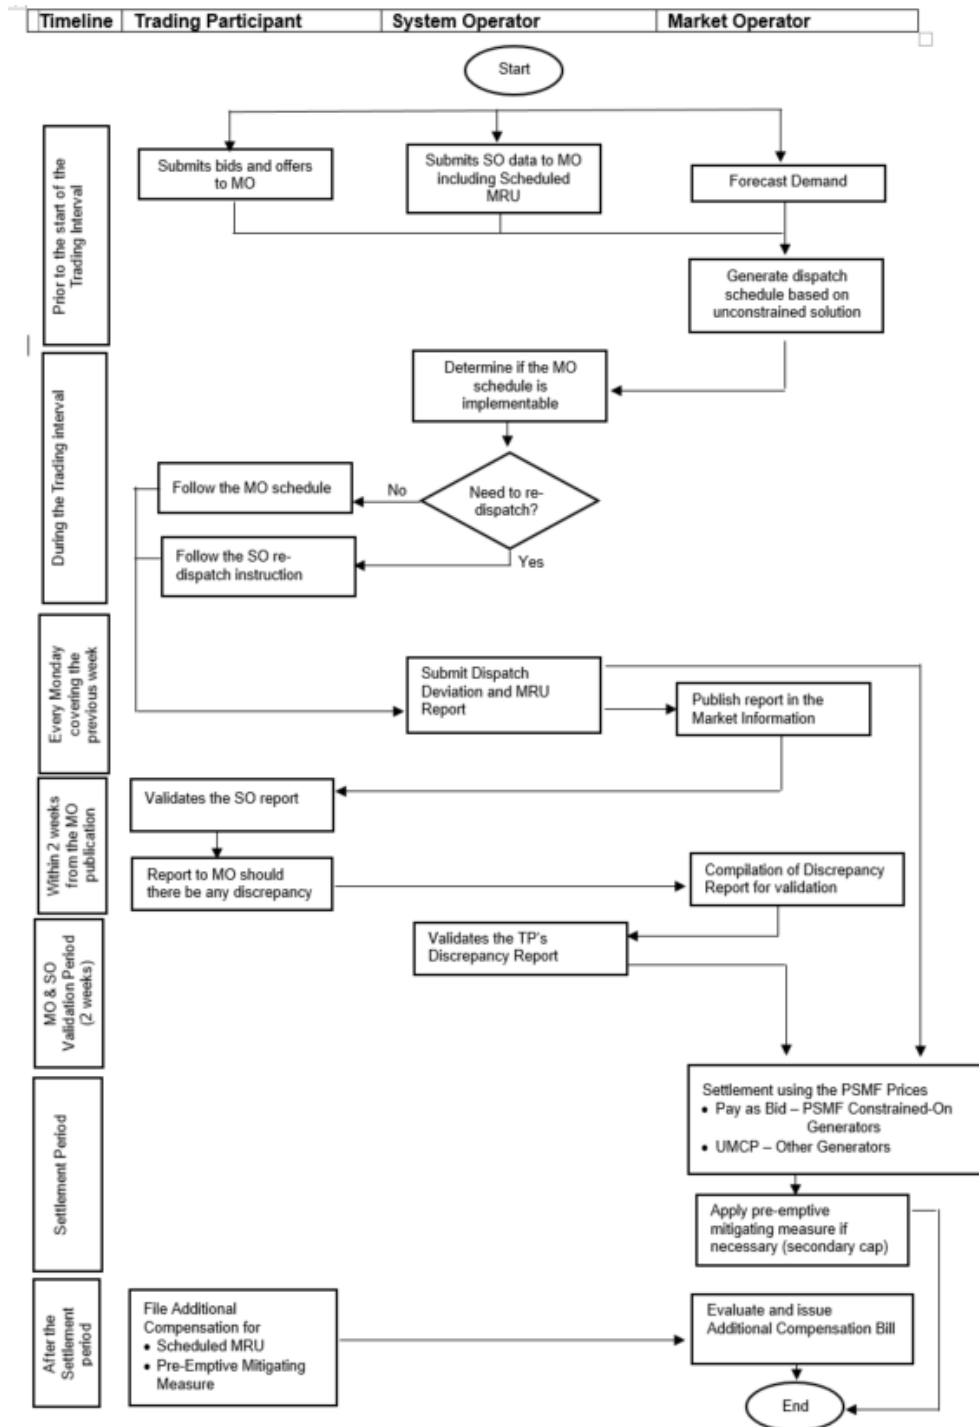 Timeline Trading Participant System Operator Market Operator
Start
Prior to the start of the
Trading Interval
Submits bids and offers
to MO
Submits SO data to MO
including Scheduled
MRU
Forecast Demand
Generate dispatch
schedule based on
unconstrained solution
During the Trading interval
Determine if the MO
schedule is
implementable
Need to re-
dispatch?
No
Follow the MO schedule
Yes
Follow the SO re-
dispatch instruction
Every Monday
covering the
previous week
Submit Dispatch
Deviation and MRU
Report
Publish report in the
Market Information
Within 2 weeks
from the MO
publication
Validates the SO report
Report to MO should
there be any discrepancy
Compilation of Discrepancy
Report for validation
MO & SO
Validation Period
(2 weeks)
Validates the TP's
Discrepancy Report
Settlement Period
Settlement using the PSMF Prices
• Pay as Bid – PSMF Constrained-On
Generators
• UMCP – Other Generators
Apply pre-emptive
mitigating measure if
necessary (secondary cap)
After the
Settlement
period
File Additional
Compensation for
• Scheduled MRU
• Pre-Emptive Mitigating
Measure
Evaluate and issue
Additional Compensation Bill
End